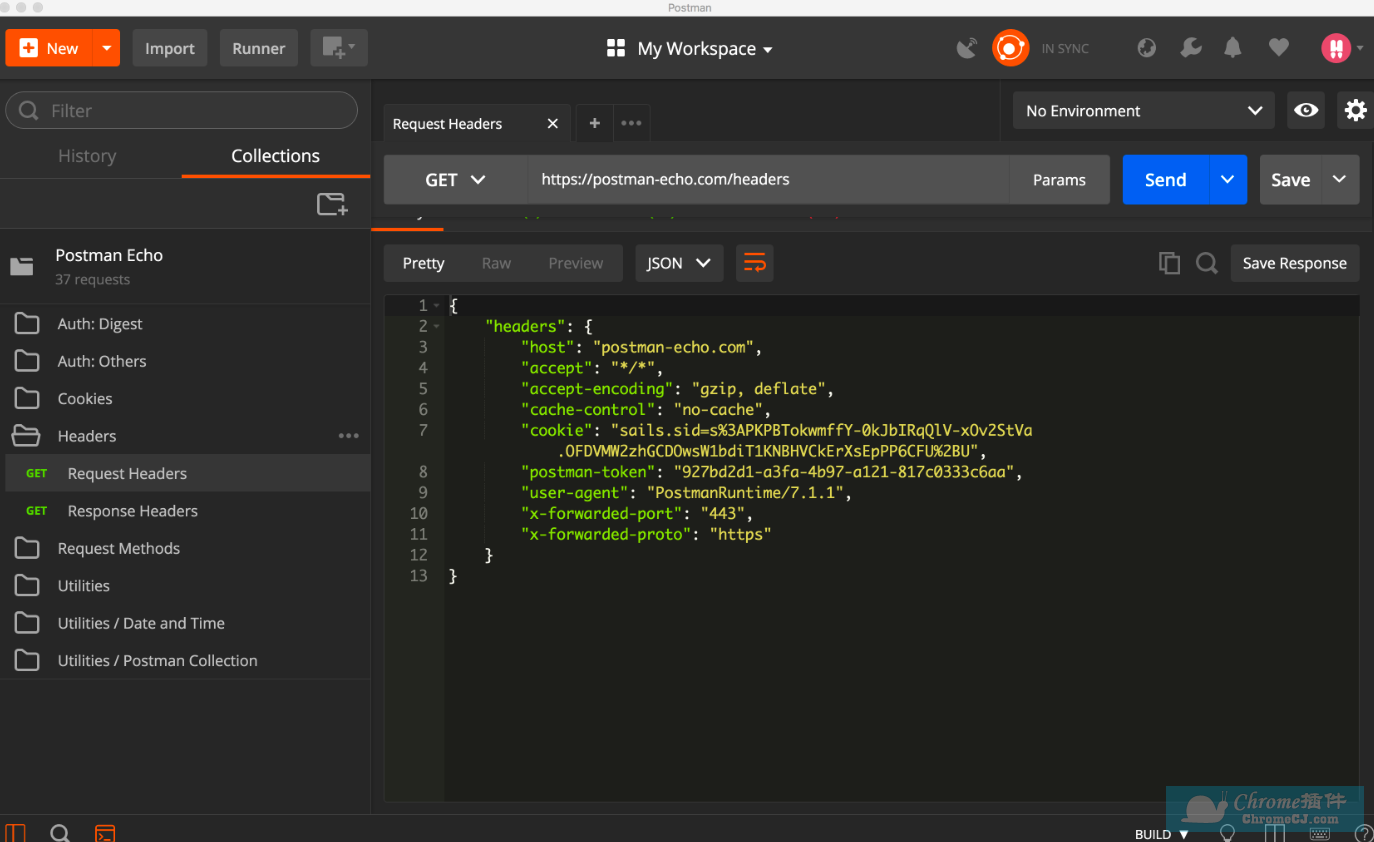 Postman
New
Import
Runner
My Workspace
IN SYNC
Filter
History
Collections
Postman Echo
37 requests
Auth: Digest
Auth: Others
Cookies
Headers
GET Request Headers
GET Response Headers
Request Methods
Utilities
Utilities / Date and Time
Utilities / Postman Collection
Request Headers
No Environment
GET
https://postman-echo.com/headers
Params
Send
Save
Pretty
Raw
Preview
JSON
Save Response
1 {
2 "headers": {
3 "host": "postman-echo.com",
4 "accept": "*/*",
5 "accept-encoding": "gzip, deflate",
6 "cache-control": "no-cache",
7 "cookie": "sails.sid=s%3APKPBTokwmffY-0kJbIRqQlV-xOv2StVa
.OFDVMW2zhGCDOwsW1bdiT1KNBHVCkErXsEpPP6CFU%2BU",
8 "postman-token": "927bd2d1-a3fa-4b97-a121-817c0333c6aa",
9 "user-agent": "PostmanRuntime/7.1.1",
10 "x-forwarded-port": "443",
11 "x-forwarded-proto": "https"
12 }
13 }
Chrome插件
ChromeCJ.com
BUILD